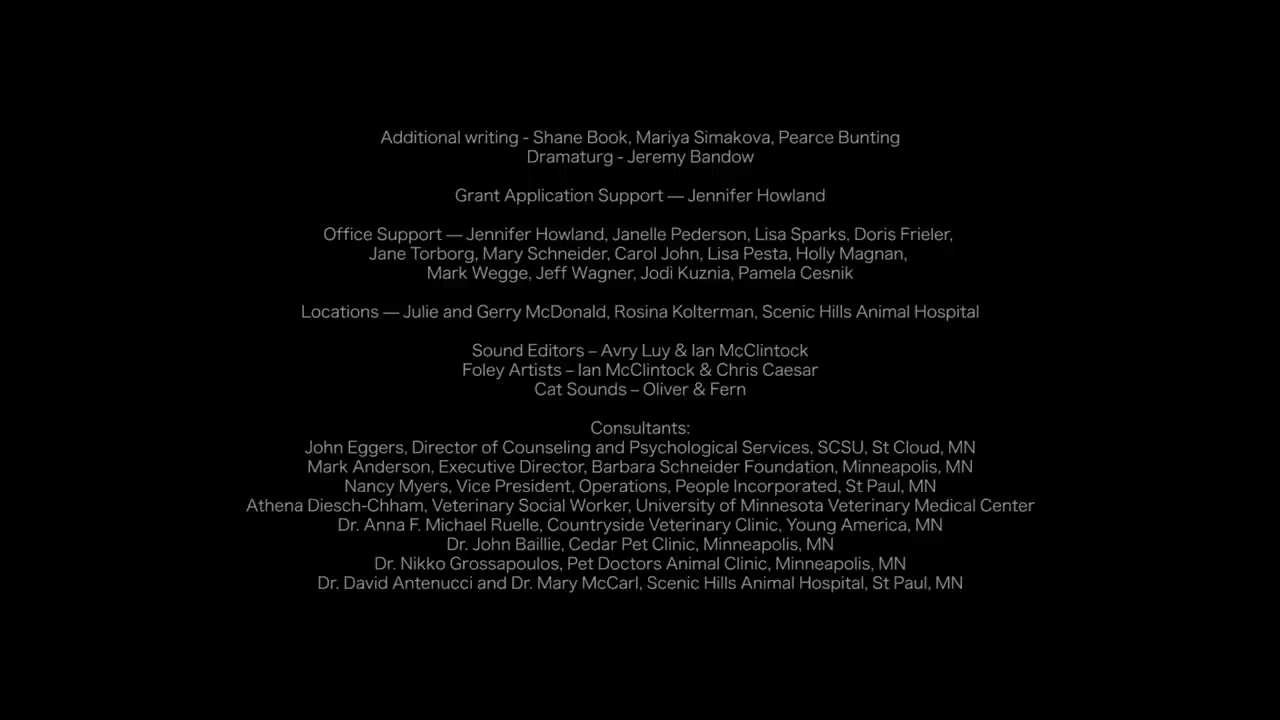 Additional writing - Shane Book, Mariya Simakova, Pearce Bunting
Dramaturg - Jeremy Bandow
Grant Application Support — Jennifer Howland
Office Support — Jennifer Howland, Janelle Pederson, Lisa Sparks, Doris Frieler,
Jane Torborg, Mary Schneider, Carol John, Lisa Pesta, Holly Magnan,
Mark Wegge, Jeff Wagner, Jodi Kuznia, Pamela Cesnik
Locations — Julie and Gerry McDonald, Rosina Kolterman, Scenic Hills Animal Hospital
Sound Editors – Avry Luy & Ian McClintock
Foley Artists – Ian McClintock & Chris Caesar
Cat Sounds – Oliver & Fern
Consultants:
John Eggers, Director of Counseling and Psychological Services, SCSU, St Cloud, MN
Mark Anderson, Executive Director, Barbara Schneider Foundation, Minneapolis, MN
Nancy Myers, Vice President, Operations, People Incorporated, St Paul, MN
Athena Diesch-Chham, Veterinary Social Worker, University of Minnesota Veterinary Medical Center
Dr. Anna F. Michael Ruelle, Countryside Veterinary Clinic, Young America, MN
Dr. John Baillie, Cedar Pet Clinic, Minneapolis, MN
Dr. Nikko Grossapoulos, Pet Doctors Animal Clinic, Minneapolis, MN
Dr. David Antenucci and Dr. Mary McCarl, Scenic Hills Animal Hospital, St Paul, MN